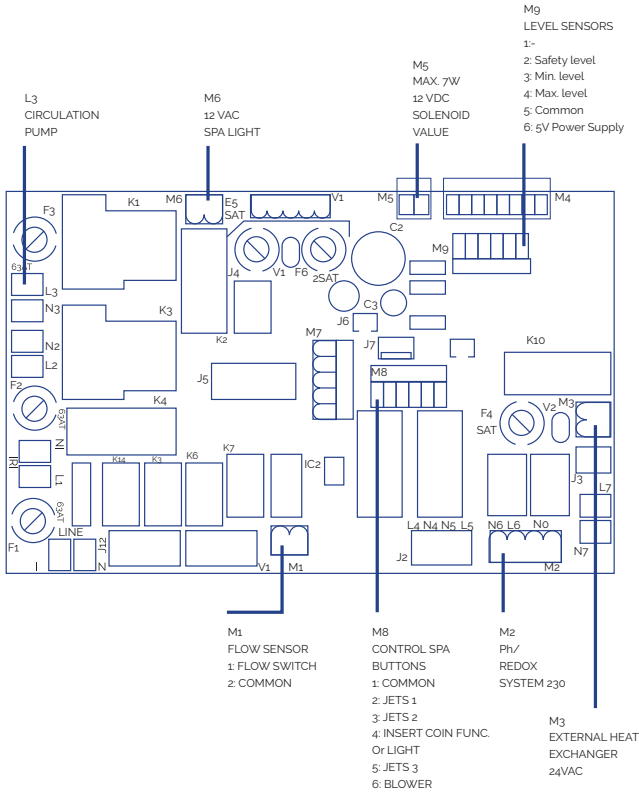 M9
LEVEL SENSORS
1:-
2: Safety level
3: Min. level
4: Max. level
5: Common
6: 5V Power Supply
M5
MAX. 7W
12 VDC
SOLENOID
VALUE
L3
CIRCULATION
PUMP
M6
12 VAC
SPA LIGHT
K1
M6
E5
SAT
V1
M5
M4
F3
C2
63AT
J4
V1
F6
2SAT
M9
L3
N3
K3
K2
C3
J6
M7
J7
K10
N2
L2
J5
M8
F2
63AT
K4
F4
SAT
V2
M3
N1
IR
L1
K14
K3
K6
K7
IC2
J3
L7
63AT
F1
LINE
J12
L4 N4 N5 L5
N6 L6 N0
N7
I
N
V1
M1
J2
M2
M1
FLOW SENSOR
1: FLOW SWITCH
2: COMMON
M8
CONTROL SPA
BUTTONS
1: COMMON
2: JETS 1
3: JETS 2
4: INSERT COIN FUNC.
Or LIGHT
5: JETS 3
6: BLOWER
M2
Ph/
REDOX
SYSTEM 230
M3
EXTERNAL HEAT
EXCHANGER
24VAC